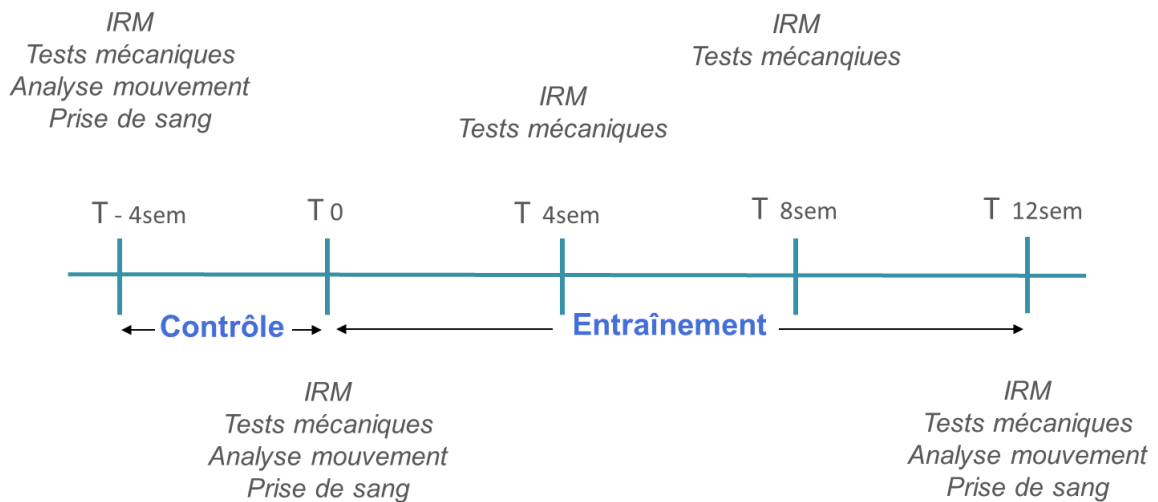 IRM
Tests mécaniques
Analyse mouvement
Prise de sang
IRM
Tests mécaniques
IRM
Tests mécanqiues
T - 4sem
T 0
T 4sem
T 8sem
T 12sem
Contrôle
Entraînement
IRM
Tests mécaniques
Analyse mouvement
Prise de sang
IRM
Tests mécaniques
Analyse mouvement
Prise de sang